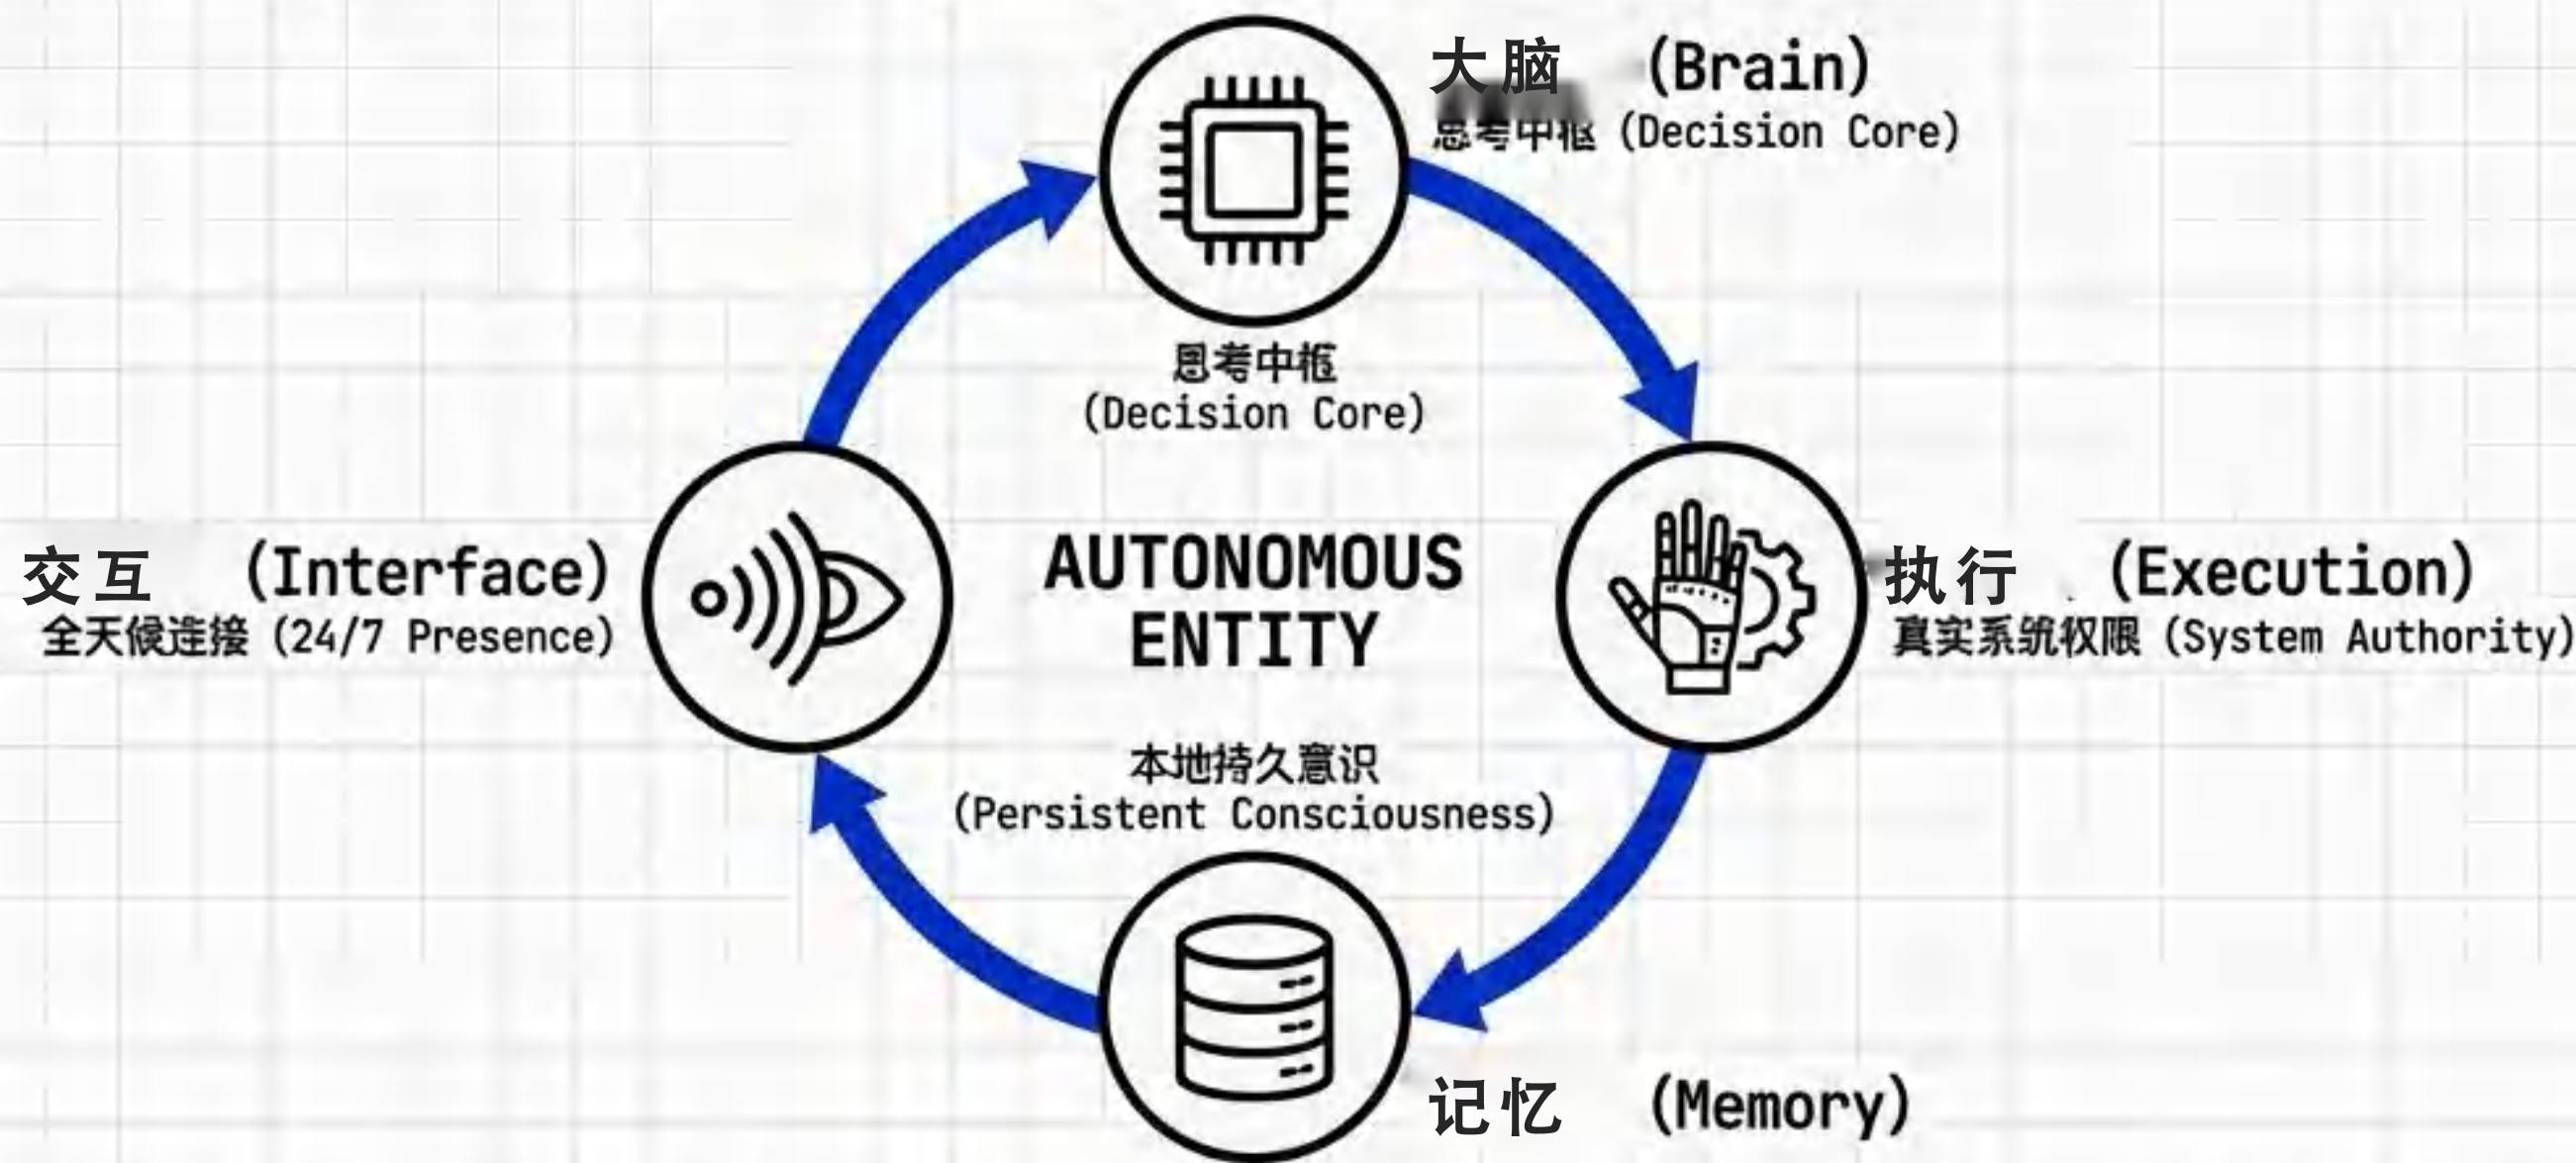 大脑 (Brain)
思考中枢 (Decision Core)
思考中枢
(Decision Core)
交互 (Interface)
全天候连接 (24/7 Presence)
AUTONOMOUS
ENTITY
执行 (Execution)
真实系统权限 (System Authority)
本地持久意识
(Persistent Consciousness)
记忆 (Memory)